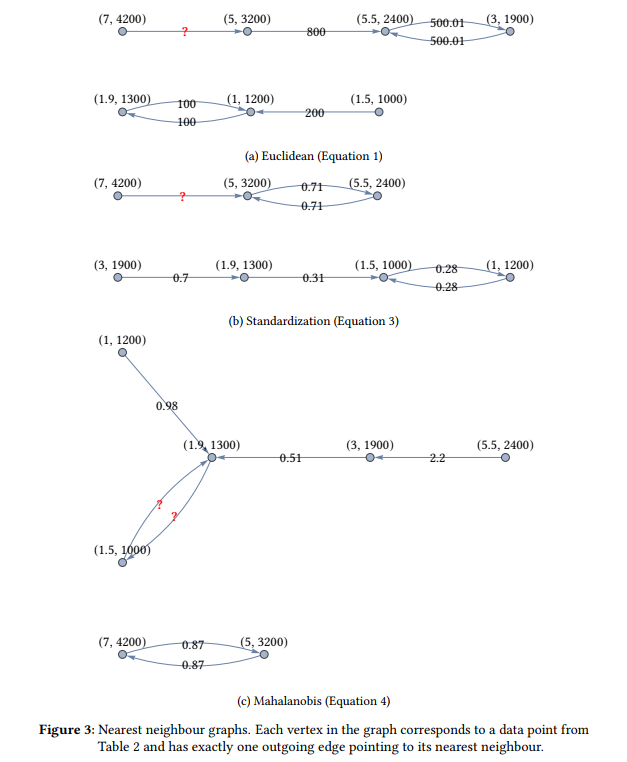 (7, 4200) (5, 3200) (5.5, 2400) (3, 1900)
? 800 500.01
500.01
(1.9, 1300) (1, 1200) (1.5, 1000)
100 200
100
(a) Euclidean (Equation 1)
(7, 4200) (5, 3200) (5.5, 2400)
? 0.71
0.71
(3, 1900) (1.9, 1300) (1.5, 1000) (1, 1200)
0.7 0.31 0.28
0.28
(b) Standardization (Equation 3)
(1, 1200)
0.98
(1.9, 1300) (3, 1900) (5.5, 2400)
0.51 2.2
?
?
(1.5, 1000)
(7, 4200) (5, 3200)
0.87
0.87
(c) Mahalanobis (Equation 4)
Figure 3: Nearest neighbour graphs. Each vertex in the graph corresponds to a data point from
Table 2 and has exactly one outgoing edge pointing to its nearest neighbour.